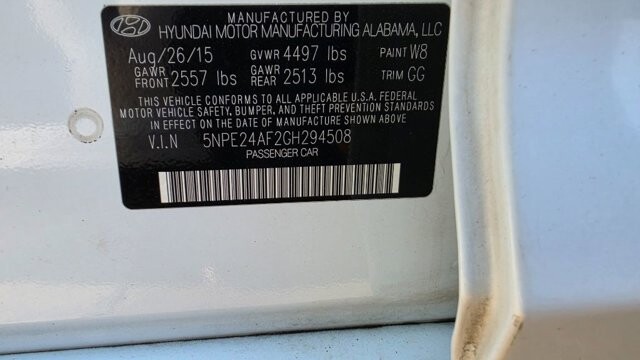 MANUFACTURED BY
HYUNDAI MOTOR MANUFACTURING ALABAMA, LLC
Aug/26/15 GVWR 4497 lbs PAINT W8
GAWR FRONT 2557 lbs GAWR REAR 2513 lbs TRIM GG
THIS VEHICLE CONFORMS TO ALL APPLICABLE U.S.A. FEDERAL
MOTOR VEHICLE SAFETY, BUMPER, AND THEFT PREVENTION STANDARDS
IN EFFECT ON THE DATE OF MANUFACTURE SHOWN ABOVE.
V.I.N 5NPE24AF2GH294508
PASSENGER CAR